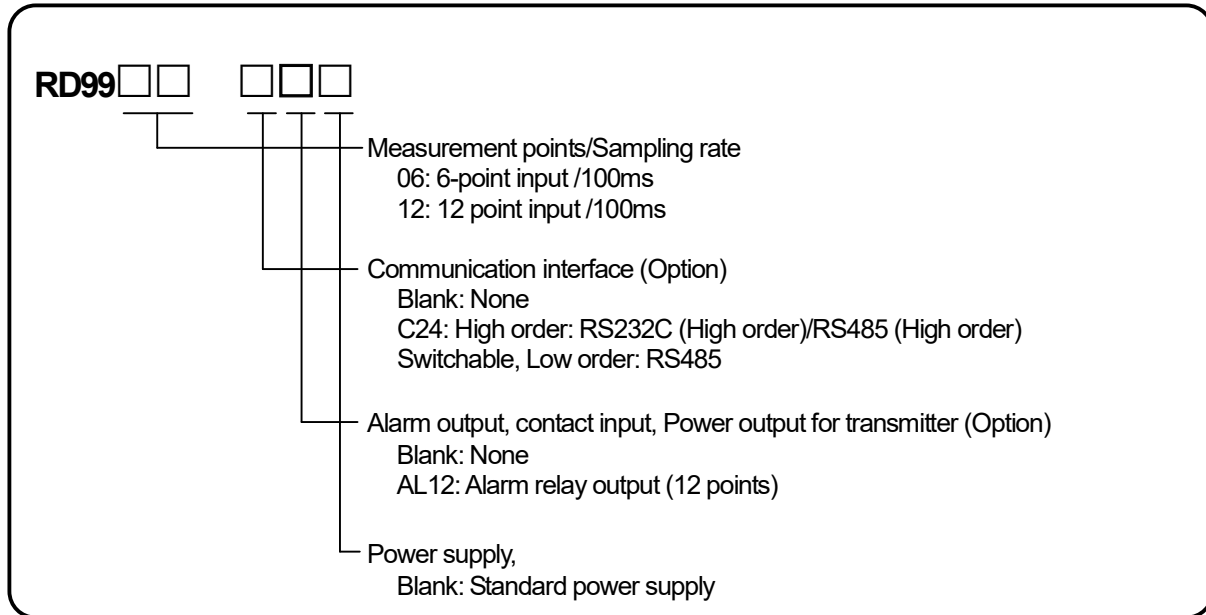 RD99□□ □□□
Measurement points/Sampling rate
06: 6-point input /100ms
12: 12 point input /100ms
Communication interface (Option)
Blank: None
C24: High order: RS232C (High order)/RS485 (High order)
Switchable, Low order: RS485
Alarm output, contact input, Power output for transmitter (Option)
Blank: None
AL12: Alarm relay output (12 points)
Power supply,
Blank: Standard power supply